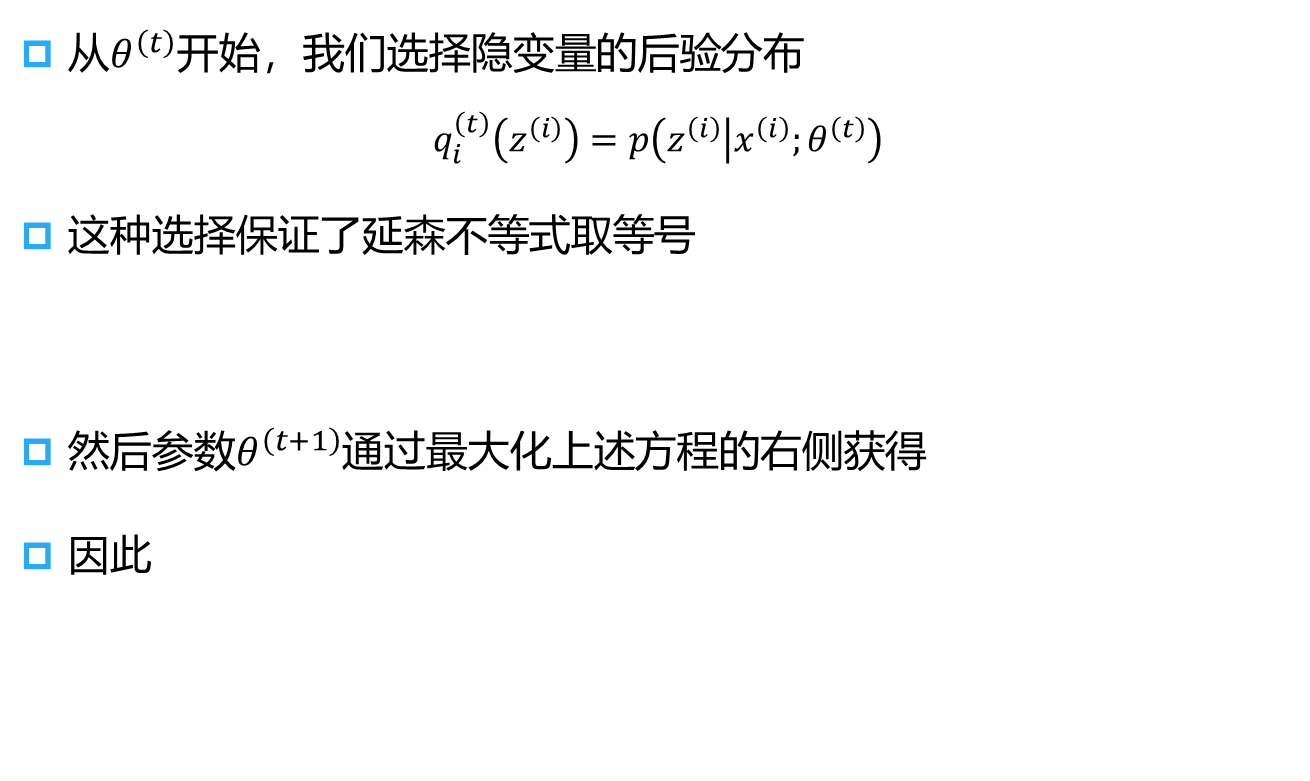 从θ^(t)开始，我们选择隐变量的后验分布
q_i^(t)(z^(i)) = p(z^(i)|x^(i); θ^(t))
这种选择保证了延森不等式取等号
然后参数θ^(t+1)通过最大化上述方程的右侧获得
因此